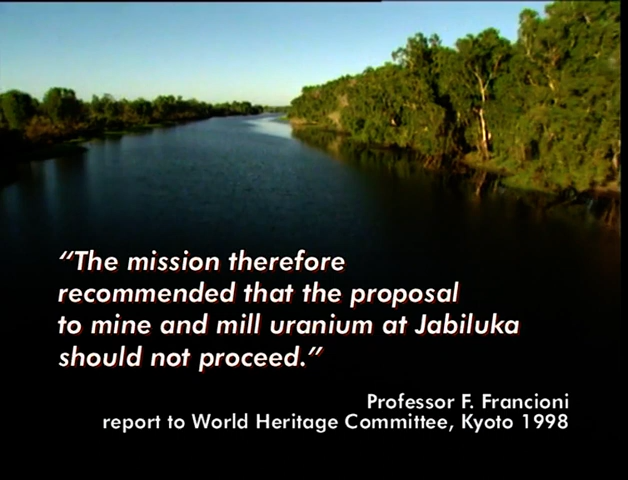 “The mission therefore
recommended that the proposal
to mine and mill uranium at Jabiluka
should not proceed.”
Professor F. Francioni
report to World Heritage Committee, Kyoto 1998